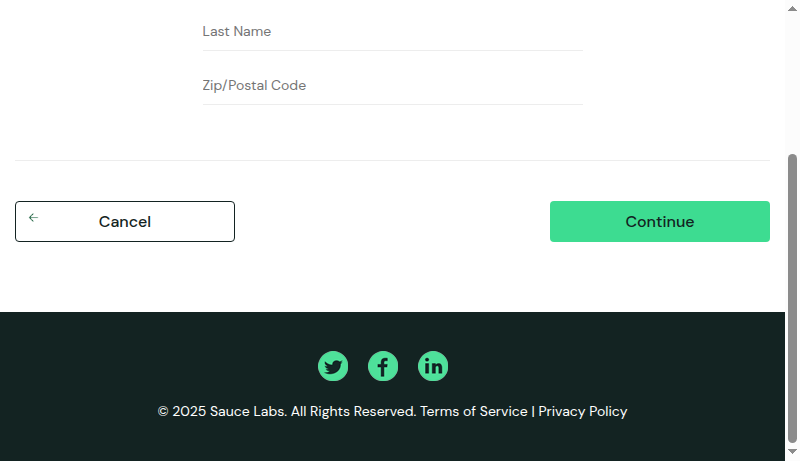 Last Name
Zip/Postal Code
Cancel
Continue
© 2025 Sauce Labs. All Rights Reserved. Terms of Service | Privacy Policy